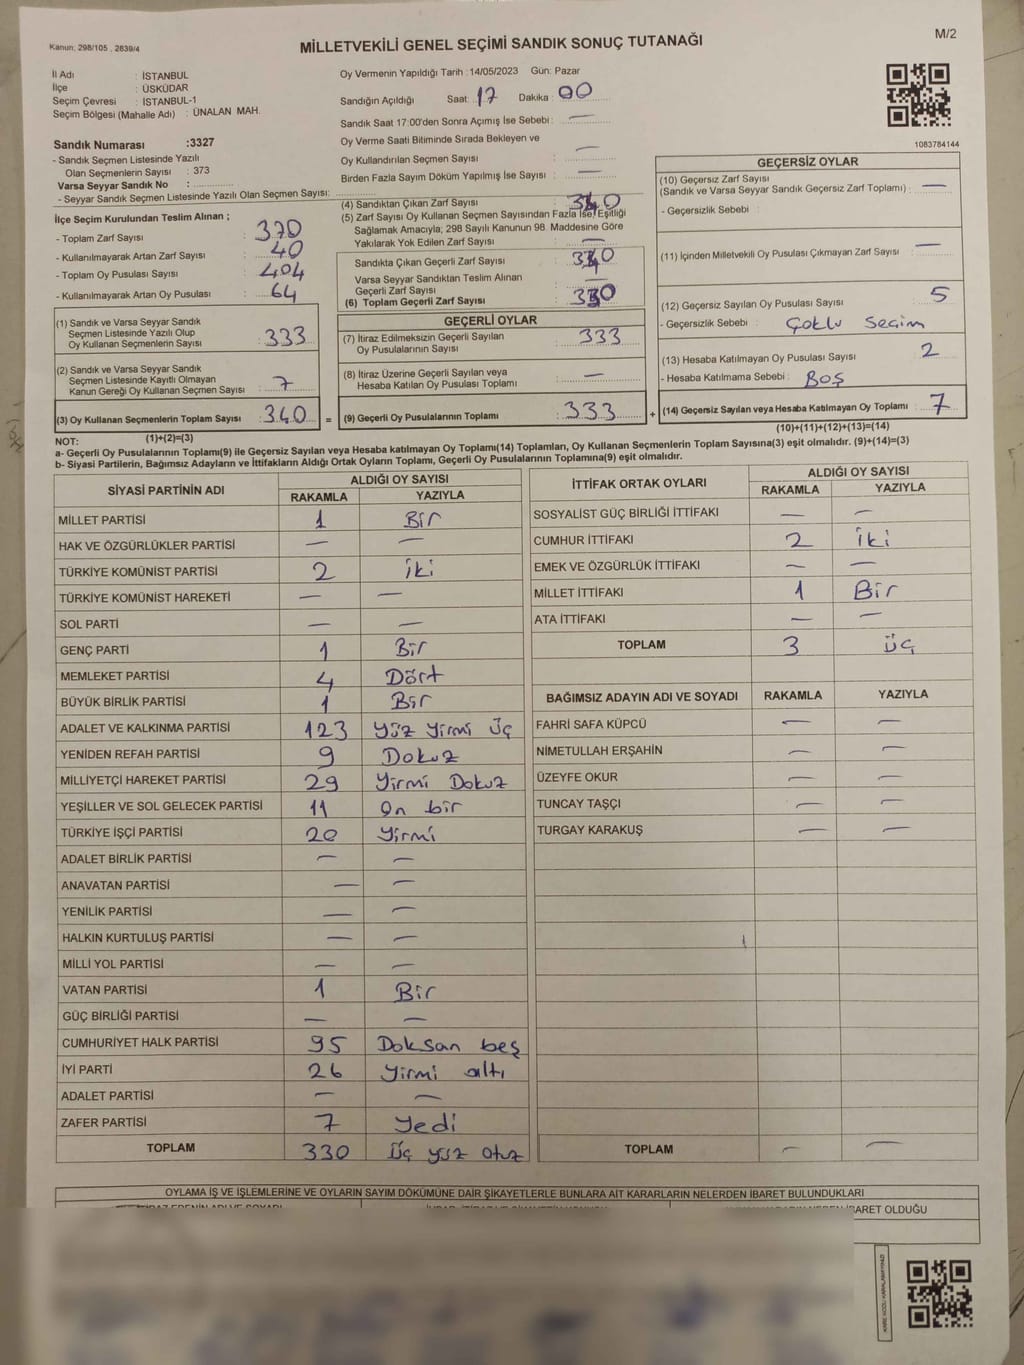 Kanun; 298/105 , 2839/4
MİLLETVEKİLİ GENEL SEÇİMİ SANDIK SONUÇ TUTANAĞI
M/2
İl Adı : İSTANBUL
İlçe : ÜSKÜDAR
Seçim Çevresi : İSTANBUL-1
Seçim Bölgesi (Mahalle Adı) : ÜNALAN MAH.
Oy Vermenin Yapıldığı Tarih :14/05/2023 Gün: Pazar
Sandığın Açıldığı Saat 17 Dakika : 00
Sandık Saat 17:00'den Sonra Açımış İse Sebebi : —
Oy Verme Saati Bitiminde Sırada Bekleyen ve
Oy Kullandırılan Seçmen Sayısı : —
Birden Fazla Sayım Döküm Yapılmış İse Sayısı : —
1083784144
Sandık Numarası :3327
- Sandık Seçmen Listesinde Yazılı
Olan Seçmenlerin Sayısı : 373
Varsa Seyyar Sandık No :
- Seyyar Sandık Seçmen Listesinde Yazılı Olan Seçmen Sayısı:
İlçe Seçim Kurulundan Teslim Alınan ;
- Toplam Zarf Sayısı : 370
- Kullanılmayarak Artan Zarf Sayısı : 40
- Toplam Oy Pusulası Sayısı : 404
- Kullanılmayarak Artan Oy Pusulası : 64
(1) Sandık ve Varsa Seyyar Sandık
Seçmen Listesinde Yazılı Olup
Oy Kullanan Seçmenlerin Sayısı : 333
(2) Sandık ve Varsa Seyyar Sandık
Seçmen Listesinde Kayıtlı Olmayan
Kanun Gereği Oy Kullanan Seçmen Sayısı : 7
(3) Oy Kullanan Seçmenlerin Toplam Sayısı : 340 =
(1)+(2)=(3)
(4) Sandıktan Çıkan Zarf Sayısı : 340
(5) Zarf Sayısı Oy Kullanan Seçmen Sayısından Fazla İse, Eşitliği
Sağlamak Amacıyla; 298 Sayılı Kanunun 98. Maddesine Göre
Yakılarak Yok Edilen Zarf Sayısı : —
Sandıkta Çıkan Geçerli Zarf Sayısı : 340
Varsa Seyyar Sandıktan Teslim Alınan
Geçerli Zarf Sayısı : —
(6) Toplam Geçerli Zarf Sayısı :
GEÇERLİ OYLAR
(7) İtiraz Edilmeksizin Geçerli Sayılan
Oy Pusulalarının Sayısı : 333
(8) İtiraz Üzerine Geçerli Sayılan veya
Hesaba Katılan Oy Pusulası Toplamı : —
(9) Geçerli Oy Pusulalarının Toplamı : 333 +
GEÇERSİZ OYLAR
(10) Geçersiz Zarf Sayısı
(Sandık ve Varsa Seyyar Sandık Geçersiz Zarf Toplamı) : —
- Geçersizlik Sebebi :
(11) İçinden Milletvekili Oy Pusulası Çıkmayan Zarf Sayısı : —
(12) Geçersiz Sayılan Oy Pusulası Sayısı : 5
- Geçersizlik Sebebi : Çoklu Seçim
(13) Hesaba Katılmayan Oy Pusulası Sayısı : 2
- Hesaba Katılmama Sebebi : BOŞ
(14) Geçersiz Sayılan veya Hesaba Katılmayan Oy Toplamı : 7
(10)+(11)+(12)+(13)=(14)
NOT:
a- Geçerli Oy Pusulalarının Toplamı(9) ile Geçersiz Sayılan veya Hesaba katılmayan Oy Toplamı(14) Toplamları, Oy Kullanan Seçmenlerin Toplam Sayısına(3) eşit olmalıdır. (9)+(14)=(3)
b- Siyasi Partilerin, Bağımsız Adayların ve İttifakların Aldığı Ortak Oyların Toplamı, Geçerli Oy Pusulalarının Toplamına(9) eşit olmalıdır.
SİYASİ PARTİNİN ADI ALDIĞI OY SAYISI
RAKAMLA YAZIYLA
MİLLET PARTİSİ 1 Bir
HAK VE ÖZGÜRLÜKLER PARTİSİ — —
TÜRKİYE KOMÜNİST PARTİSİ 2 İki
TÜRKİYE KOMÜNİST HAREKETİ — —
SOL PARTİ — —
GENÇ PARTİ 1 Bir
MEMLEKET PARTİSİ 4 Dört
BÜYÜK BİRLİK PARTİSİ 1 Bir
ADALET VE KALKINMA PARTİSİ 123 Yüz Yirmi Üç
YENİDEN REFAH PARTİSİ 9 Dokuz
MİLLİYETÇİ HAREKET PARTİSİ 29 Yirmi Dokuz
YEŞİLLER VE SOL GELECEK PARTİSİ 11 On bir
TÜRKİYE İŞÇİ PARTİSİ 20 Yirmi
ADALET BİRLİK PARTİSİ — —
ANAVATAN PARTİSİ — —
YENİLİK PARTİSİ — —
HALKIN KURTULUŞ PARTİSİ — —
MİLLİ YOL PARTİSİ — —
VATAN PARTİSİ 1 Bir
GÜÇ BİRLİĞİ PARTİSİ — —
CUMHURİYET HALK PARTİSİ 95 Doksan beş
İYİ PARTİ 26 Yirmi altı
ADALET PARTİSİ — —
ZAFER PARTİSİ 7 Yedi
TOPLAM 330 Üç yüz otuz
İTTİFAK ORTAK OYLARI ALDIĞI OY SAYISI
RAKAMLA YAZIYLA
SOSYALİST GÜÇ BİRLİĞİ İTTİFAKI — —
CUMHUR İTTİFAKI 2 İki
EMEK VE ÖZGÜRLÜK İTTİFAKI — —
MİLLET İTTİFAKI 1 Bir
ATA İTTİFAKI — —
TOPLAM 3 Üç
BAĞIMSIZ ADAYIN ADI VE SOYADI RAKAMLA YAZIYLA
FAHRİ SAFA KÜPCÜ — —
NİMETULLAH ERŞAHİN — —
ÜZEYFE OKUR — —
TUNCAY TAŞÇI — —
TURGAY KARAKUŞ — —
TOPLAM — —
OYLAMA İŞ VE İŞLEMLERİNE VE OYLARIN SAYIM DÖKÜMÜNE DAİR ŞİKAYETLERLE BUNLARA AİT KARARLARIN NELERDEN İBARET BULUNDUKLARI
İBARET OLDUĞU